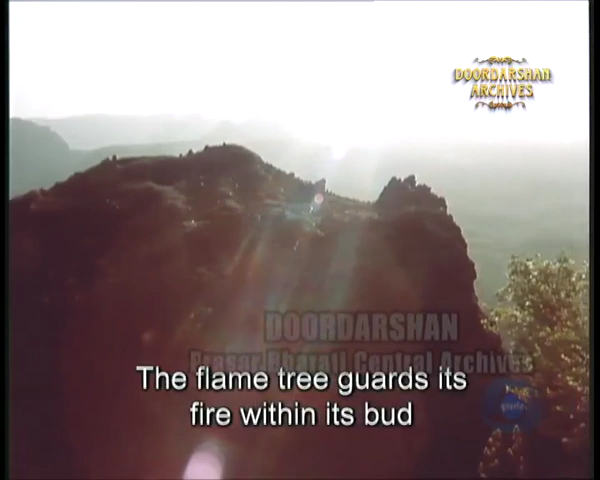 DOORDARSHAN
ARCHIVES
DOORDARSHAN
Prasar Bharati Central Archives
The flame tree guards its
fire within its bud